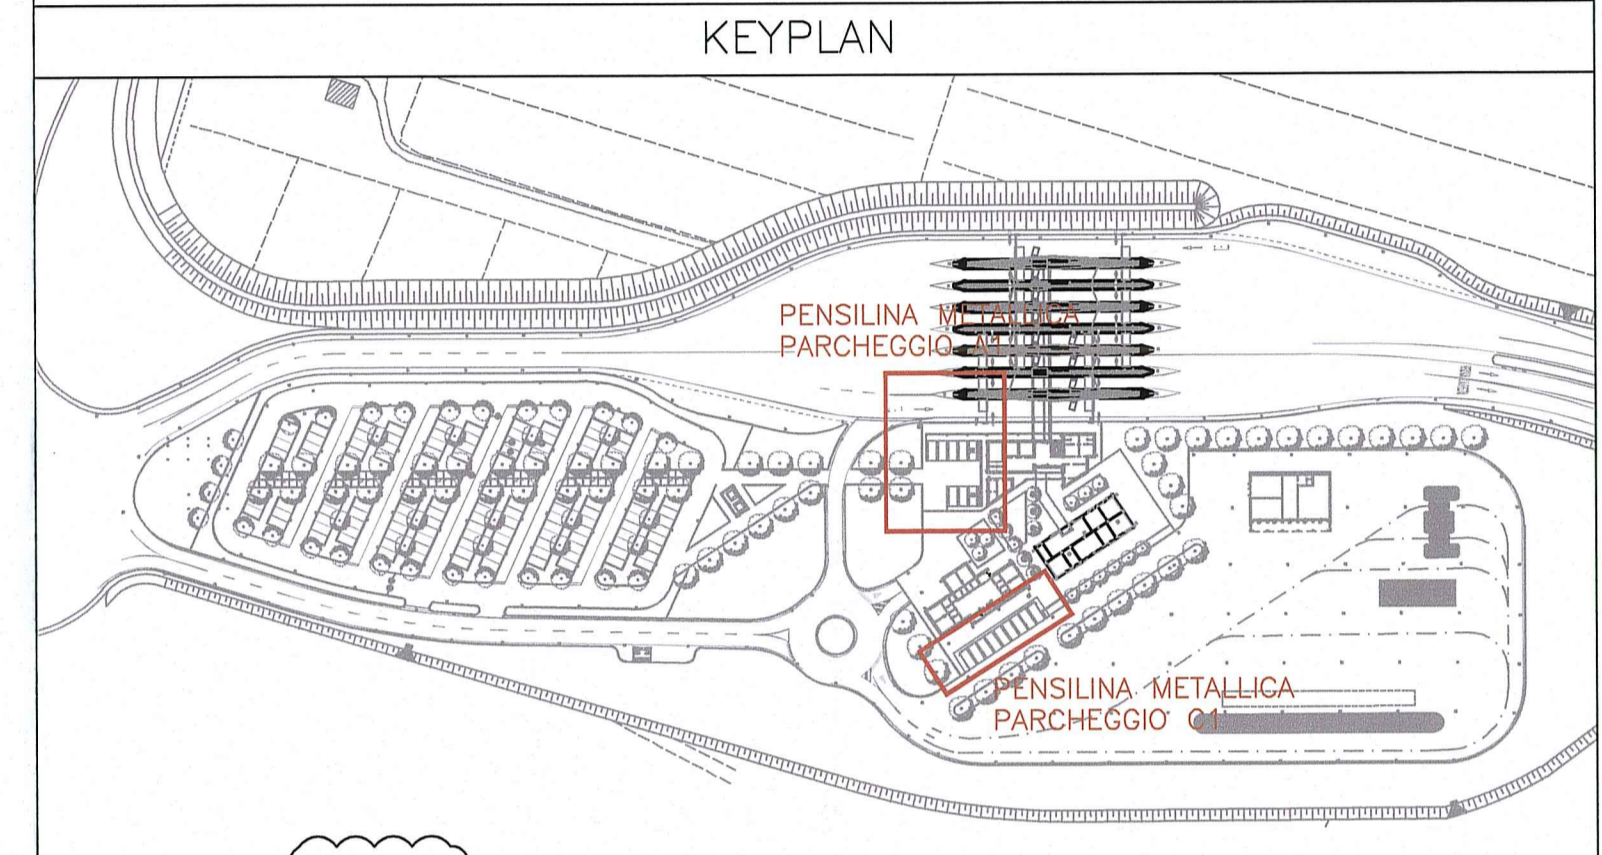 KEYPLAN
PENSILINA METALLICA
PARCHEGGIO A1
PENSILINA METALLICA
PARCHEGGIO C1